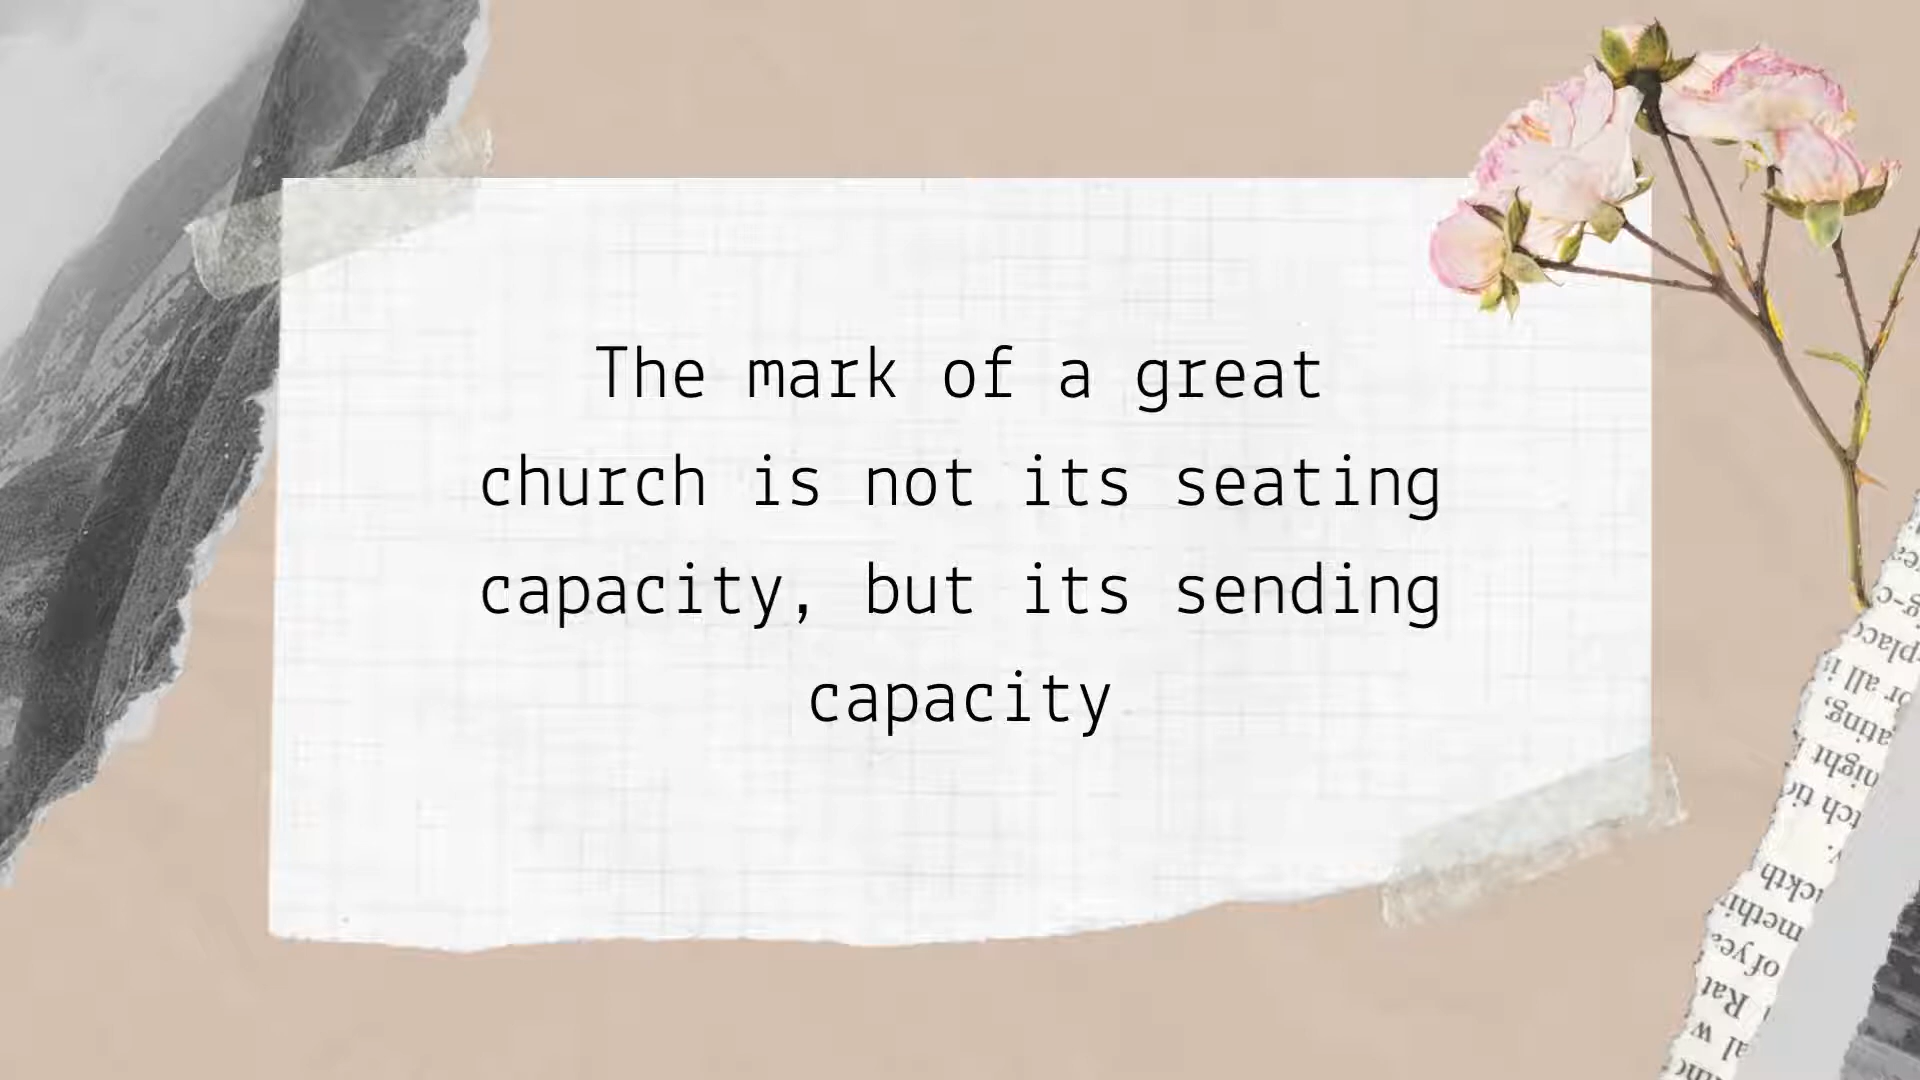 The mark of a great
church is not its seating
capacity, but its sending
capacity